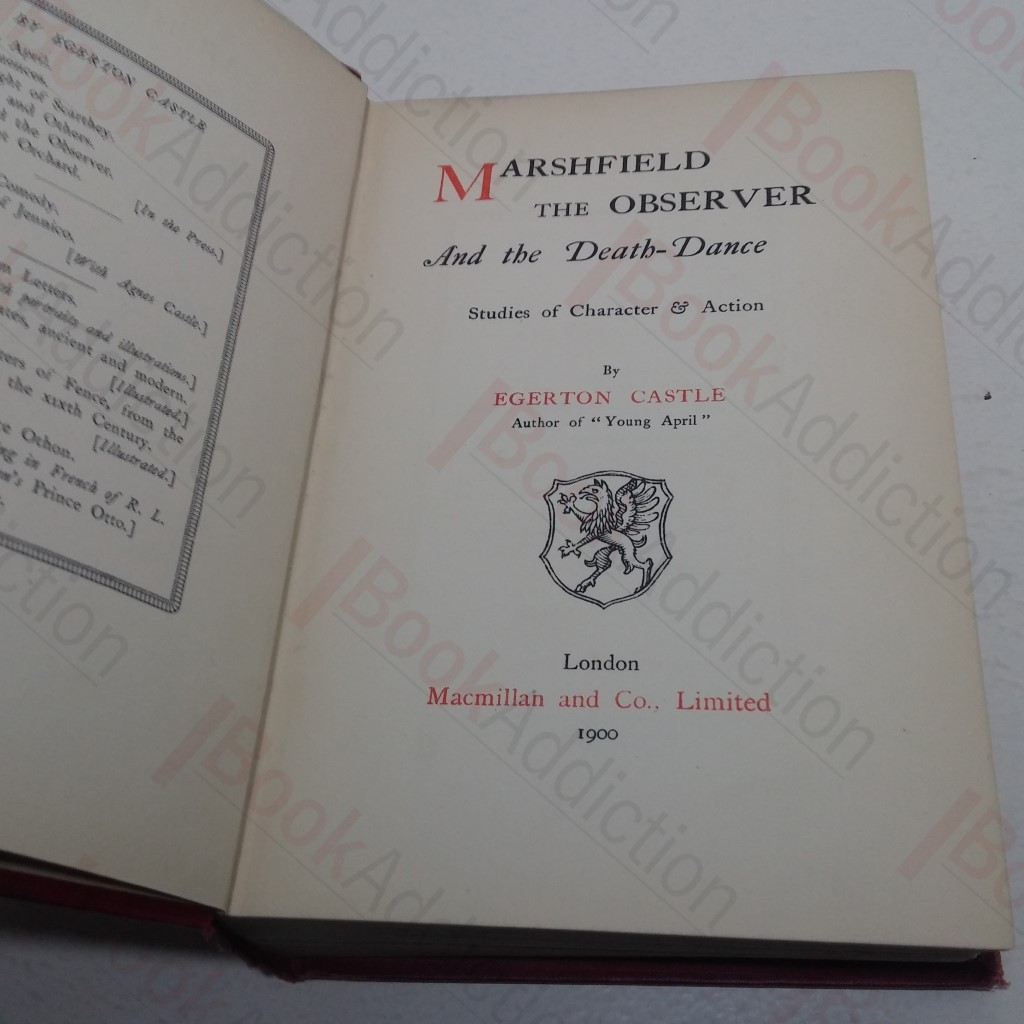 BY EGERTON CASTLE
April.
of Scarthey.
and Others.
the Observer.
Orchard.
Comedy.
[In the Press.]
of Jennico.
[With Agnes Castle.]
Letters.
portraits and illustrations.]
ancient and modern.
[Illustrated.]
of Fence, from the
the XIXth Century.
[Illustrated.]
Othon.
in French of R. L.
Prince Otto.]
MARSHFIELD
THE OBSERVER
And the Death-Dance
Studies of Character & Action
By
EGERTON CASTLE
Author of "Young April"
London
Macmillan and Co., Limited
1900
BookAddiction